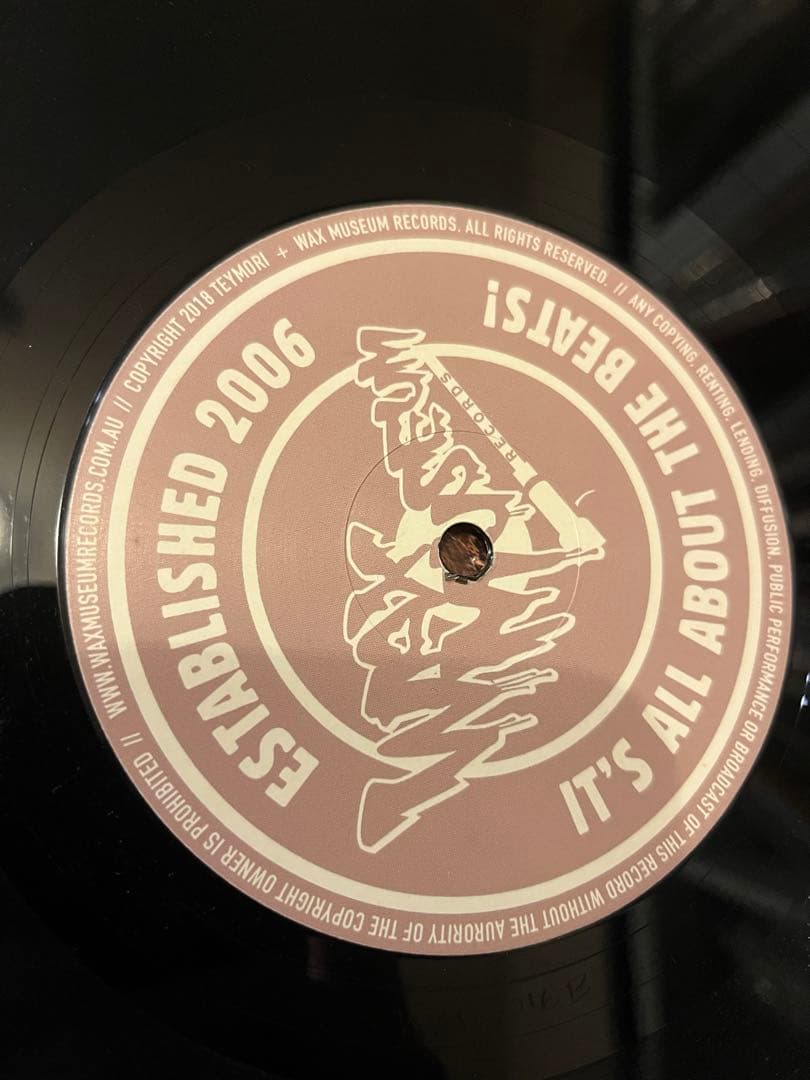 ESTABLISHED 2006
IT'S ALL ABOUT THE BEATS!
WAX MUSEUM
RECORDS
// COPYRIGHT 2018 TEYMORI + WAX MUSEUM RECORDS. ALL RIGHTS RESERVED. // ANY COPYING, RENTING, LENDING, DIFFUSION, PUBLIC PERFORMANCE OR BROADCAST OF THIS RECORD WITHOUT THE AURORITY OF THE COPYRIGHT OWNER IS PROHIBITED // WWW.WAXMUSEUMRECORDS.COM.AU